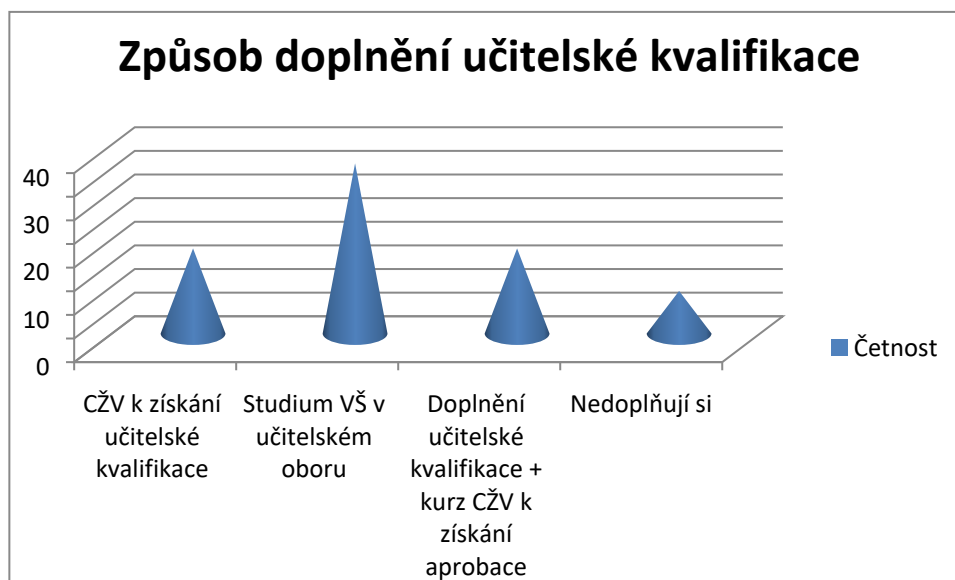 Způsob doplnění učitelské kvalifikace
40
30
20
10
0
CŽV k získání
učitelské
kvalifikace
Studium VŠ v
učitelském
oboru
Doplnění
učitelské
kvalifikace +
kurz CŽV k
získání
aprobace
Nedoplňují si
Četnost